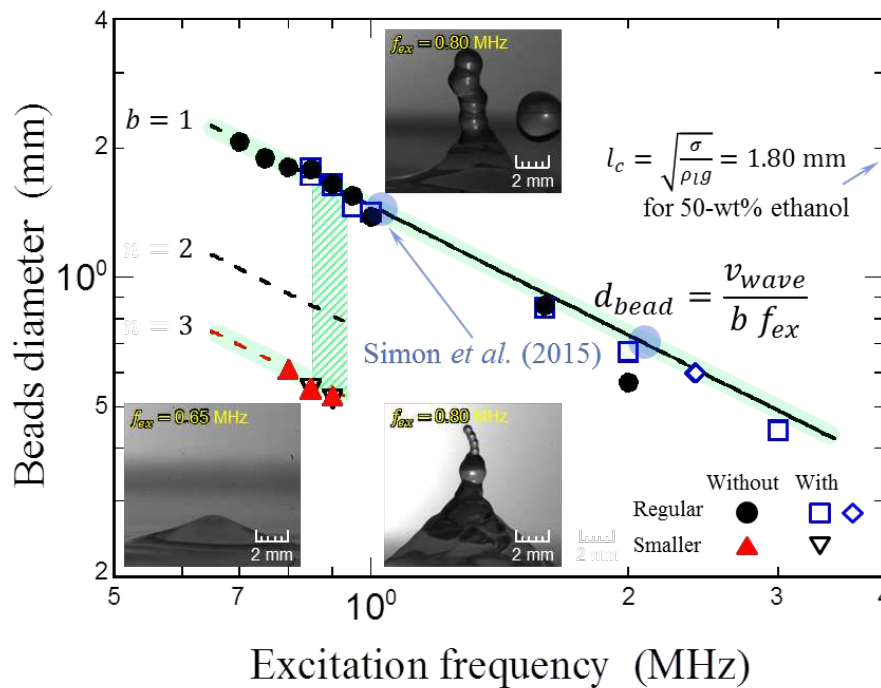 4
f_ex = 0.80 MHz
2 mm
b = 1
2
l_c = √(σ/ρ_l g) = 1.80 mm
for 50-wt% ethanol
n = 2
10⁰
d_bead = v_wave / b f_ex
n = 3
Simon et al. (2015)
5
f_ex = 0.65 MHz
2 mm
f_ex = 0.80 MHz
2 mm
2 mm
Without With
Regular
Smaller
2
5 7 10⁰ 2 3 4
Beads diameter (mm)
Excitation frequency (MHz)